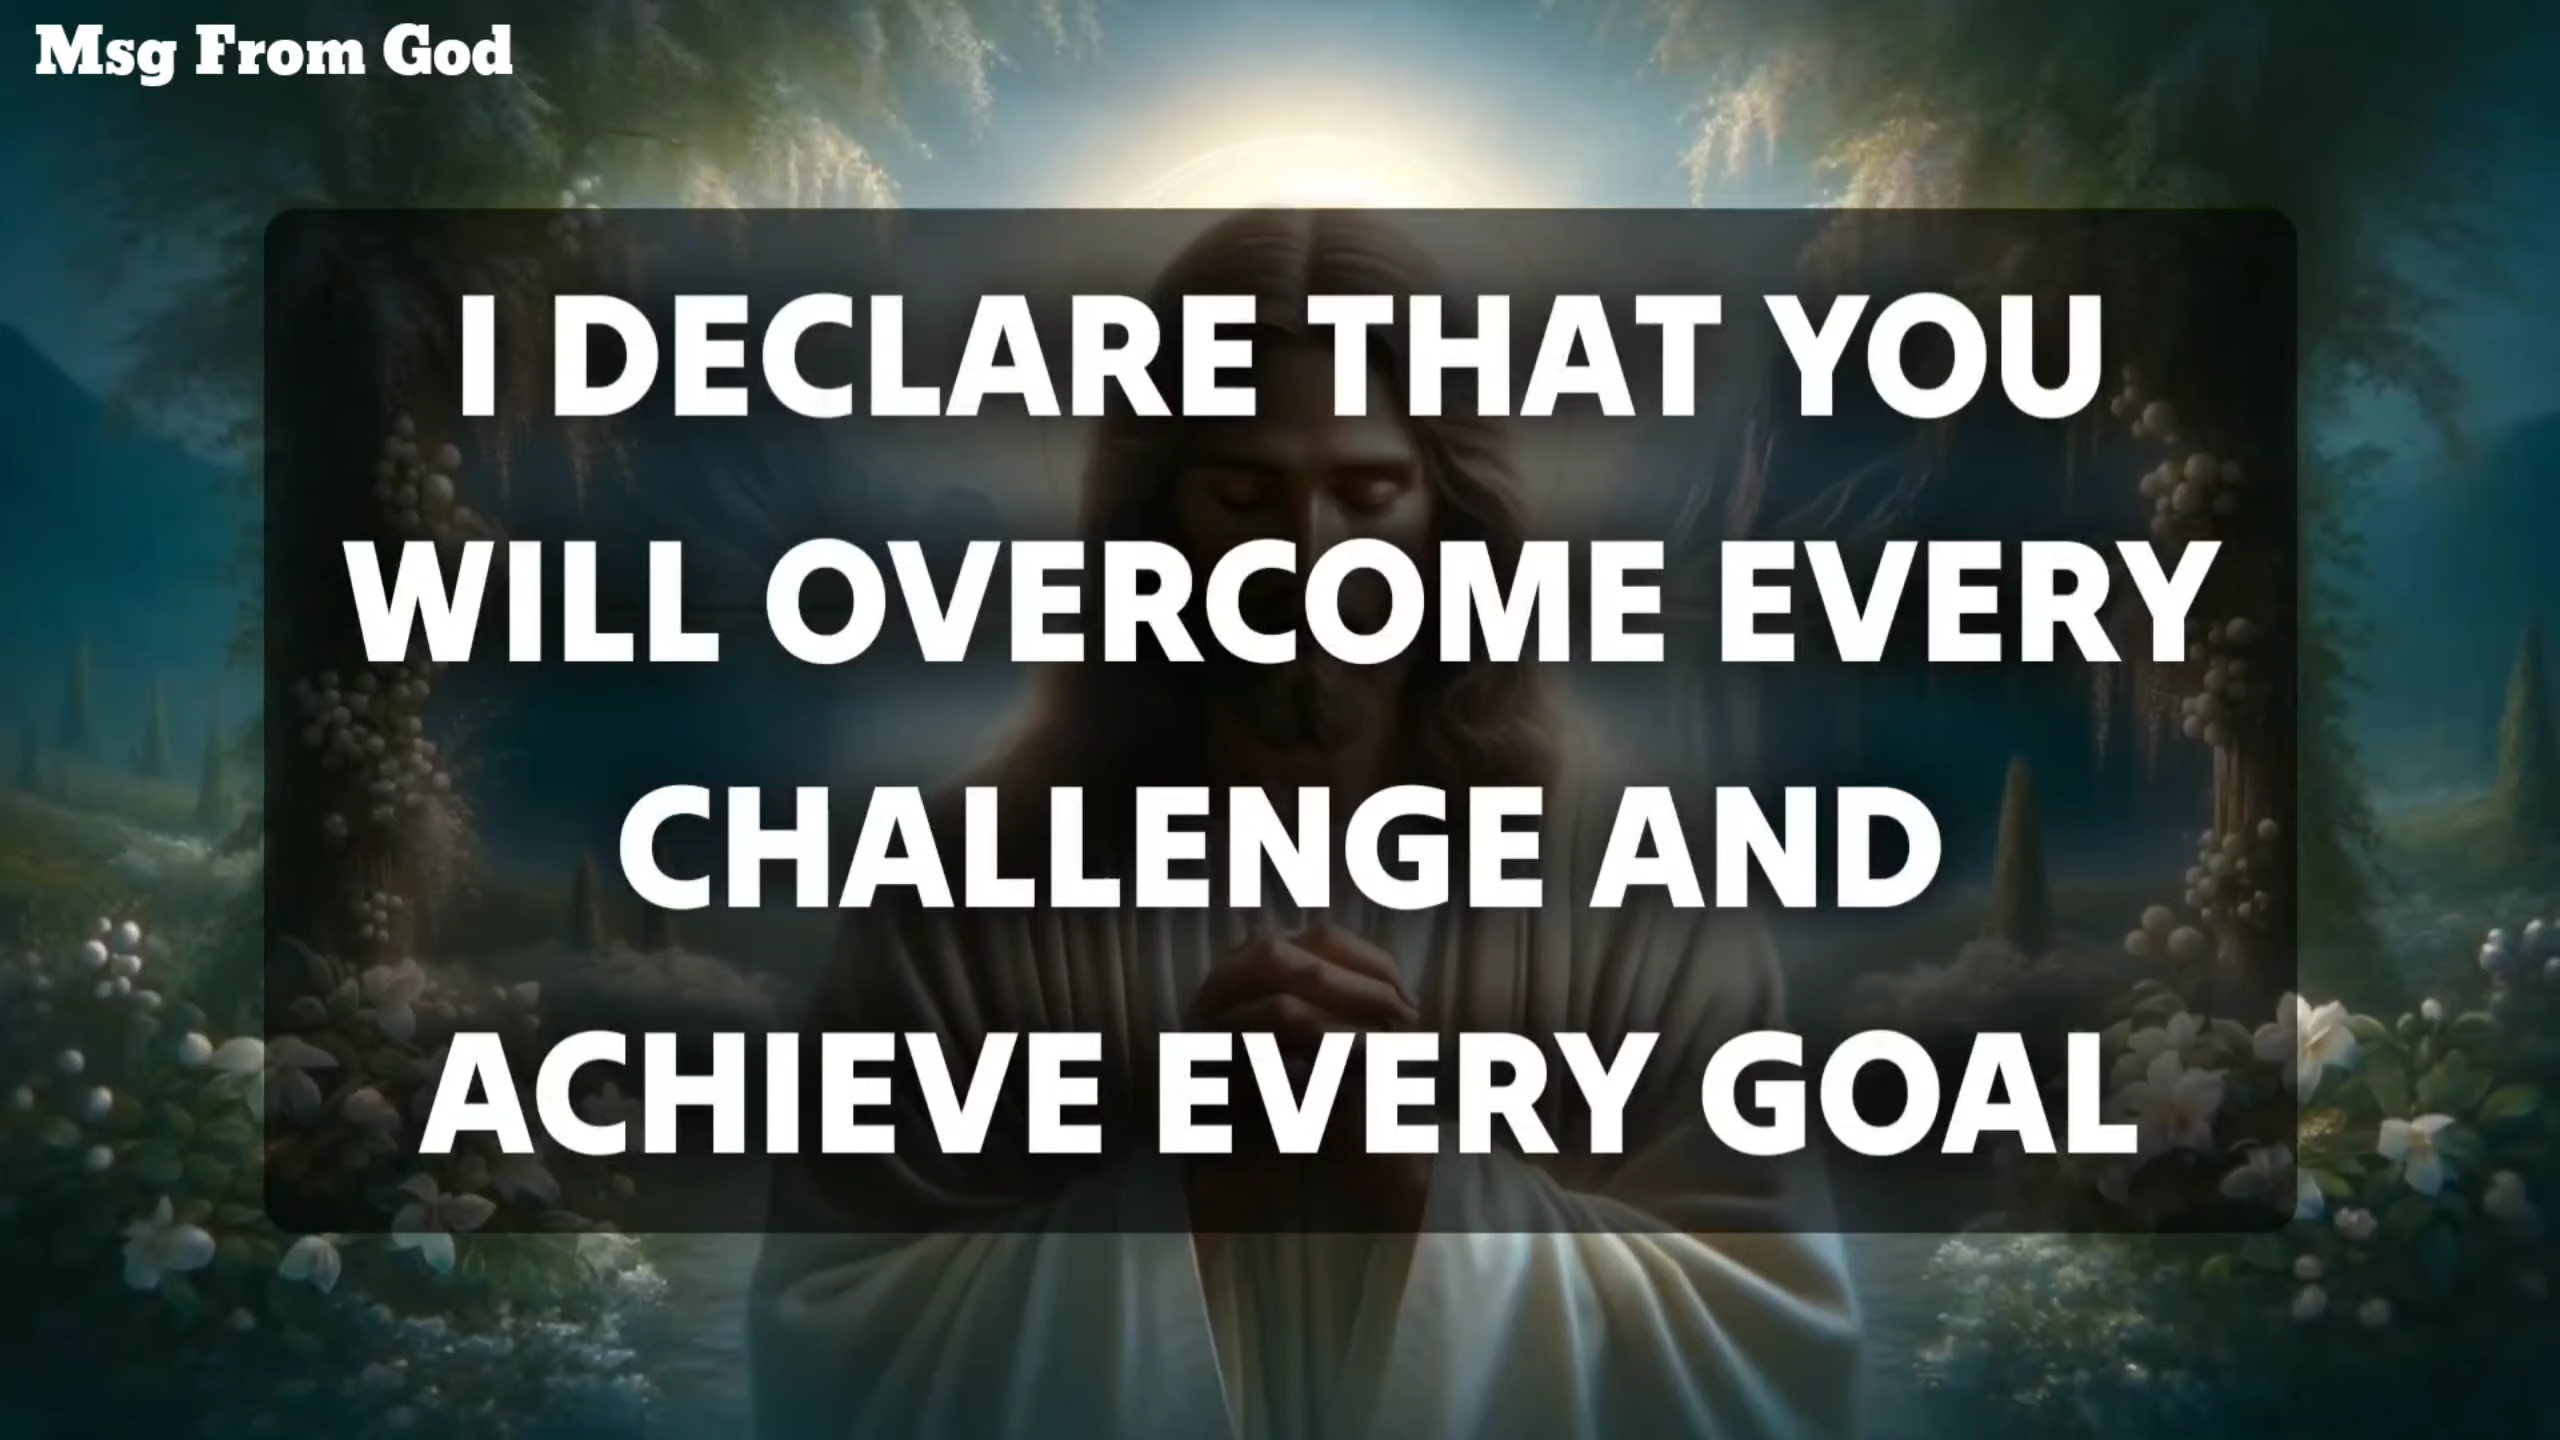 Msg From God
I DECLARE THAT YOU
WILL OVERCOME EVERY
CHALLENGE AND
ACHIEVE EVERY GOAL